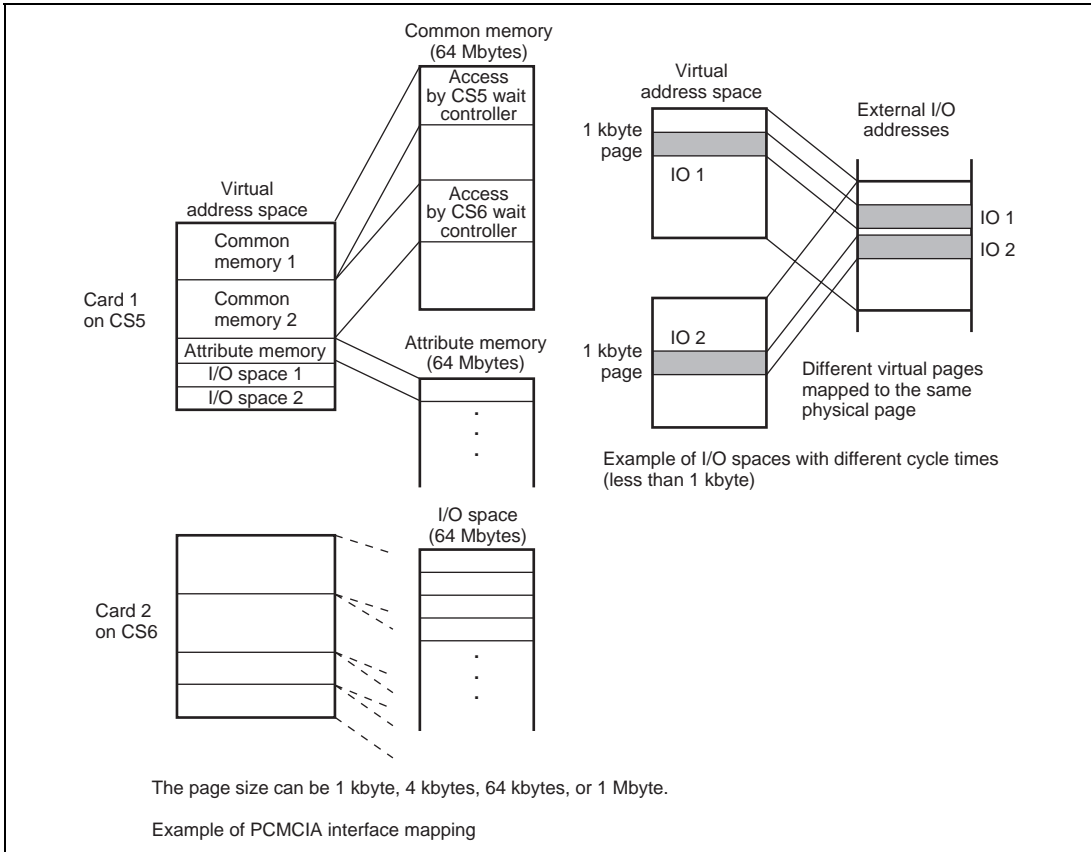 Common memory
(64 Mbytes)
Access
by CS5 wait
controller
Access
by CS6 wait
controller
Virtual
address space
Common
memory 1
Common
memory 2
Attribute memory
I/O space 1
I/O space 2
Card 1
on CS5
Attribute memory
(64 Mbytes)
.
.
.
I/O space
(64 Mbytes)
.
.
.
Card 2
on CS6
Virtual
address space
1 kbyte
page
IO 1
External I/O
addresses
IO 1
IO 2
IO 2
1 kbyte
page
Different virtual pages
mapped to the same
physical page
Example of I/O spaces with different cycle times
(less than 1 kbyte)
The page size can be 1 kbyte, 4 kbytes, 64 kbytes, or 1 Mbyte.
Example of PCMCIA interface mapping